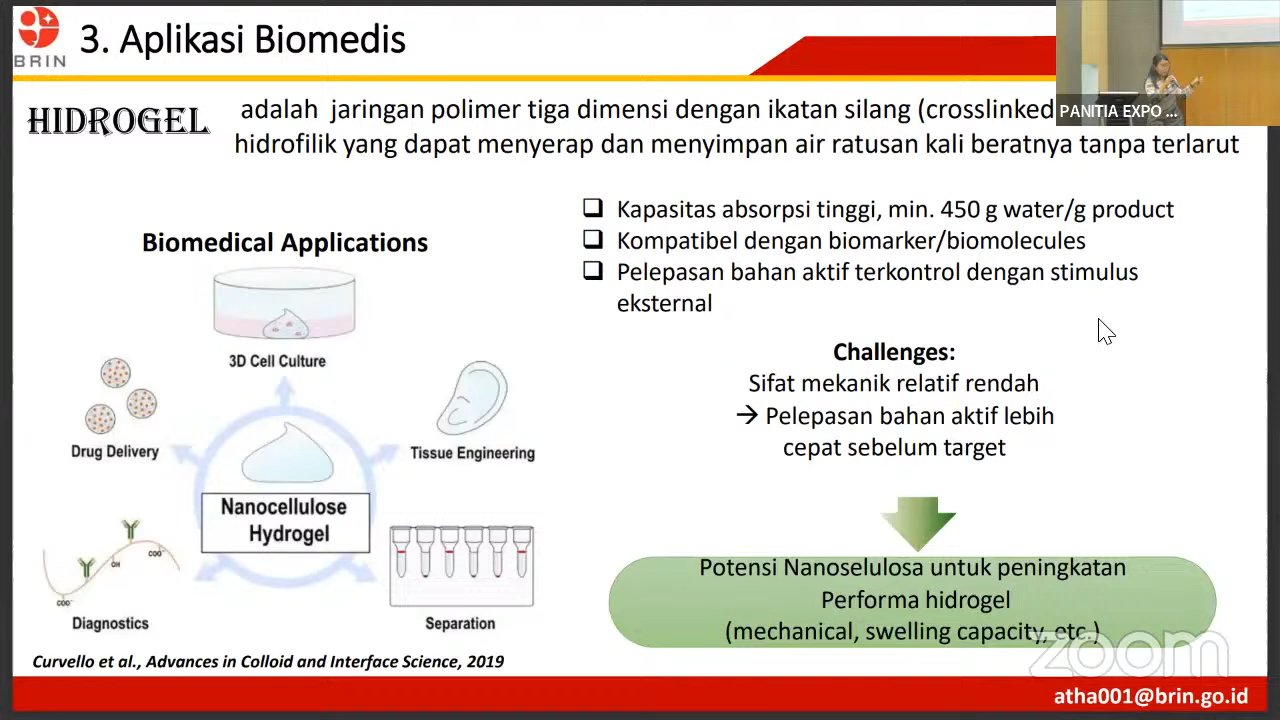 BRIN
3. Aplikasi Biomedis
PANITIA EXPO ...
HIDROGEL
adalah jaringan polimer tiga dimensi dengan ikatan silang (crosslinked
hidrofilik yang dapat menyerap dan menyimpan air ratusan kali beratnya tanpa terlarut
❑ Kapasitas absorpsi tinggi, min. 450 g water/g product
❑ Kompatibel dengan biomarker/biomolecules
❑ Pelepasan bahan aktif terkontrol dengan stimulus
eksternal
Biomedical Applications
3D Cell Culture
Drug Delivery
Tissue Engineering
Nanocellulose
Hydrogel
COO⁻
OH
COO⁻
Diagnostics
Separation
Curvello et al., Advances in Colloid and Interface Science, 2019
Challenges:
Sifat mekanik relatif rendah
→ Pelepasan bahan aktif lebih
cepat sebelum target
Potensi Nanoselulosa untuk peningkatan
Performa hidrogel
(mechanical, swelling capacity, etc.)
zoom
atha001@brin.go.id